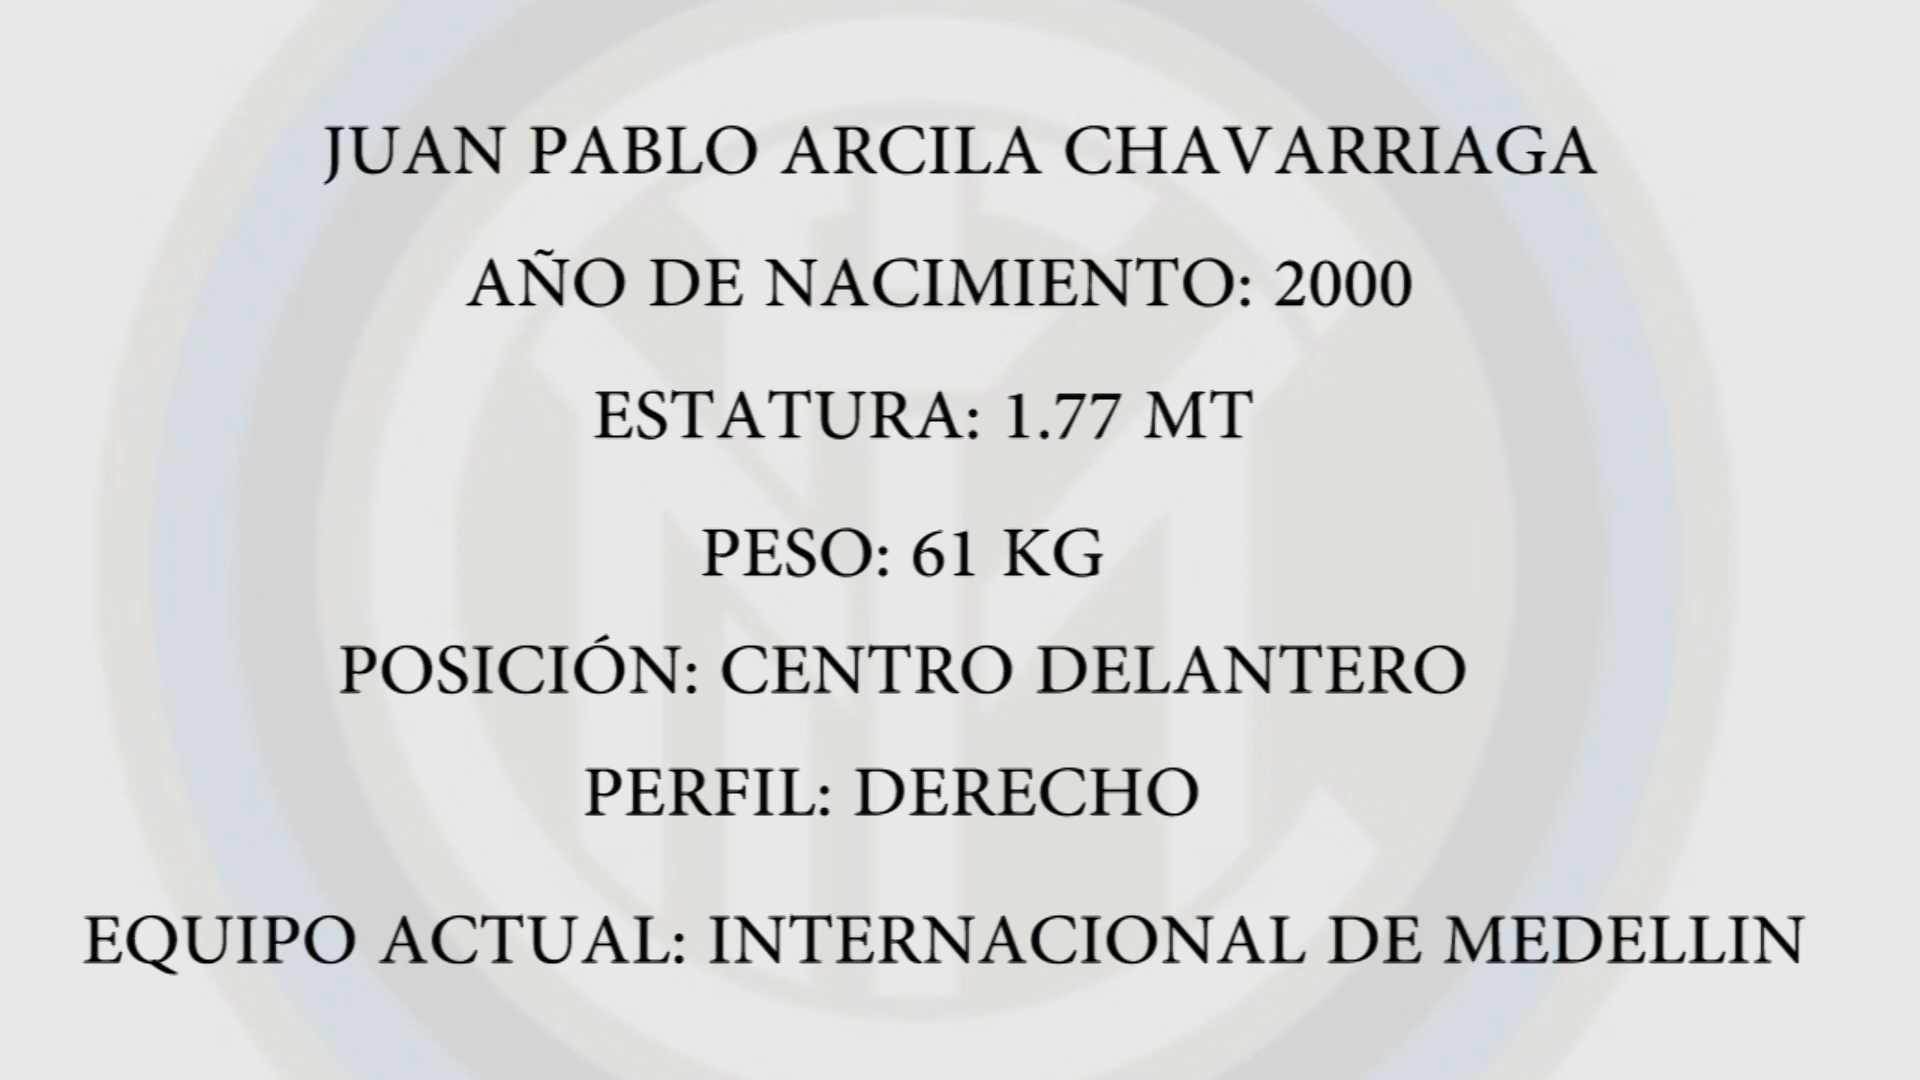 JUAN PABLO ARCILA CHAVARRIAGA
AÑO DE NACIMIENTO: 2000
ESTATURA: 1.77 MT
PESO: 61 KG
POSICIÓN: CENTRO DELANTERO
PERFIL: DERECHO
EQUIPO ACTUAL: INTERNACIONAL DE MEDELLIN